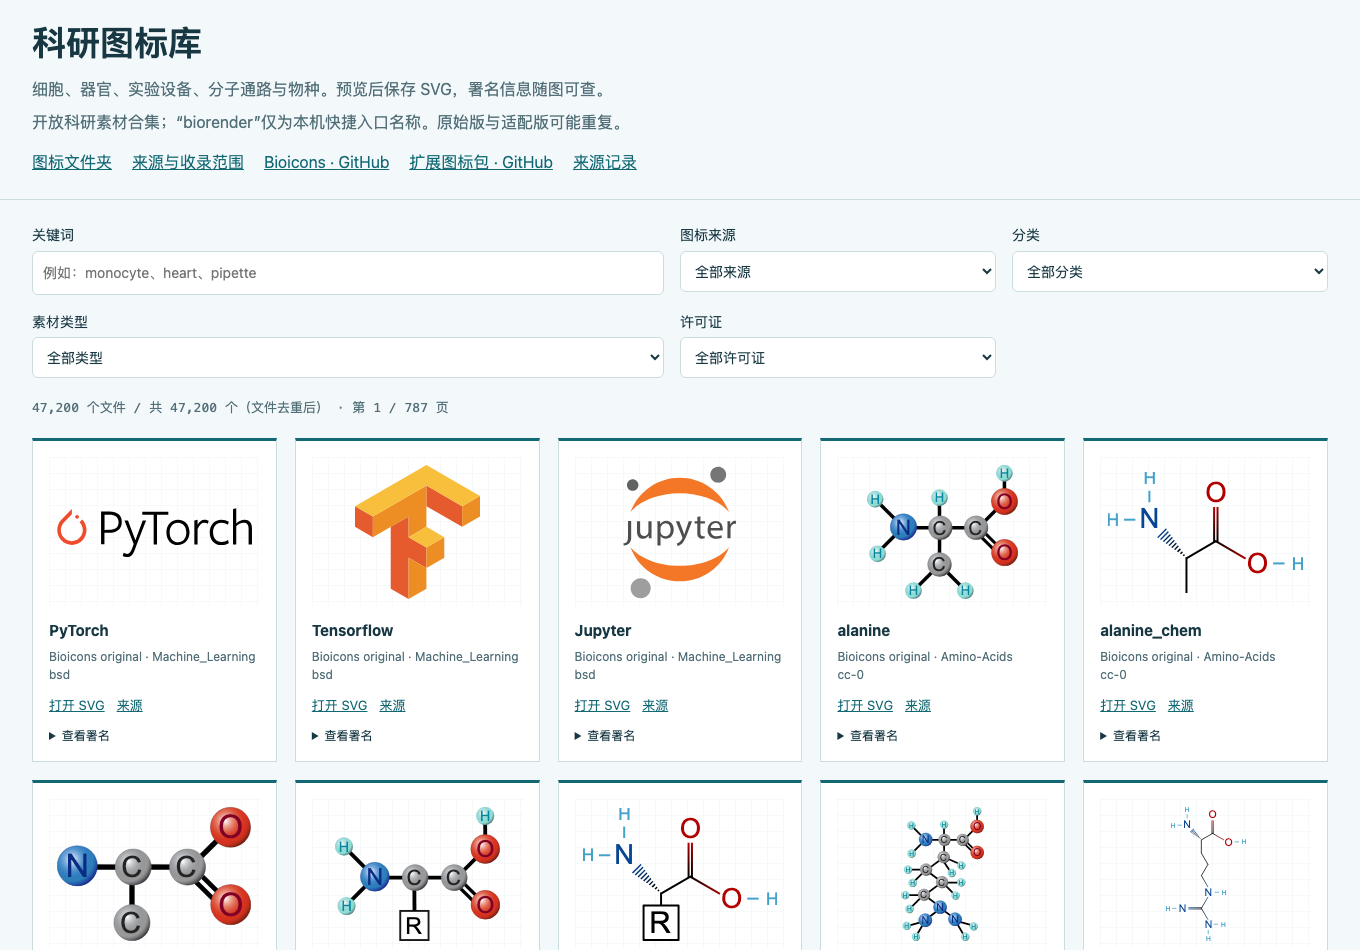 科研图标库
细胞、器官、实验设备、分子通路与物种。预览后保存 SVG，署名信息随图可查。
开放科研素材合集；“biorender”仅为本机快捷入口名称。原始版与适配版可能重复。
图标文件夹 来源与收录范围 Bioicons · GitHub 扩展图标包 · GitHub 来源记录
关键词 图标来源 分类
例如：monocyte、heart、pipette 全部来源 全部分类
素材类型 许可证
全部类型 全部许可证
47,200 个文件 / 共 47,200 个（文件去重后） · 第 1 / 787 页
PyTorch
jupyter
H
H H H O
N C C
H O
C
H H
H
H N O
O H
PyTorch Tensorflow Jupyter alanine alanine_chem
Bioicons original · Machine_Learning Bioicons original · Machine_Learning Bioicons original · Machine_Learning Bioicons original · Amino-Acids Bioicons original · Amino-Acids
bsd bsd bsd cc-0 cc-0
打开 SVG 来源 打开 SVG 来源 打开 SVG 来源 打开 SVG 来源 打开 SVG 来源
查看署名 查看署名 查看署名 查看署名 查看署名
O
N C C
O
C
H
H O
N C C
H O
R
H
H N O
O H
R
H
H H O
N C C
H O
C H
H C H
H C H
H C H
H N
N N H
H H
H
H N O
O H
N H
H N
N H
H